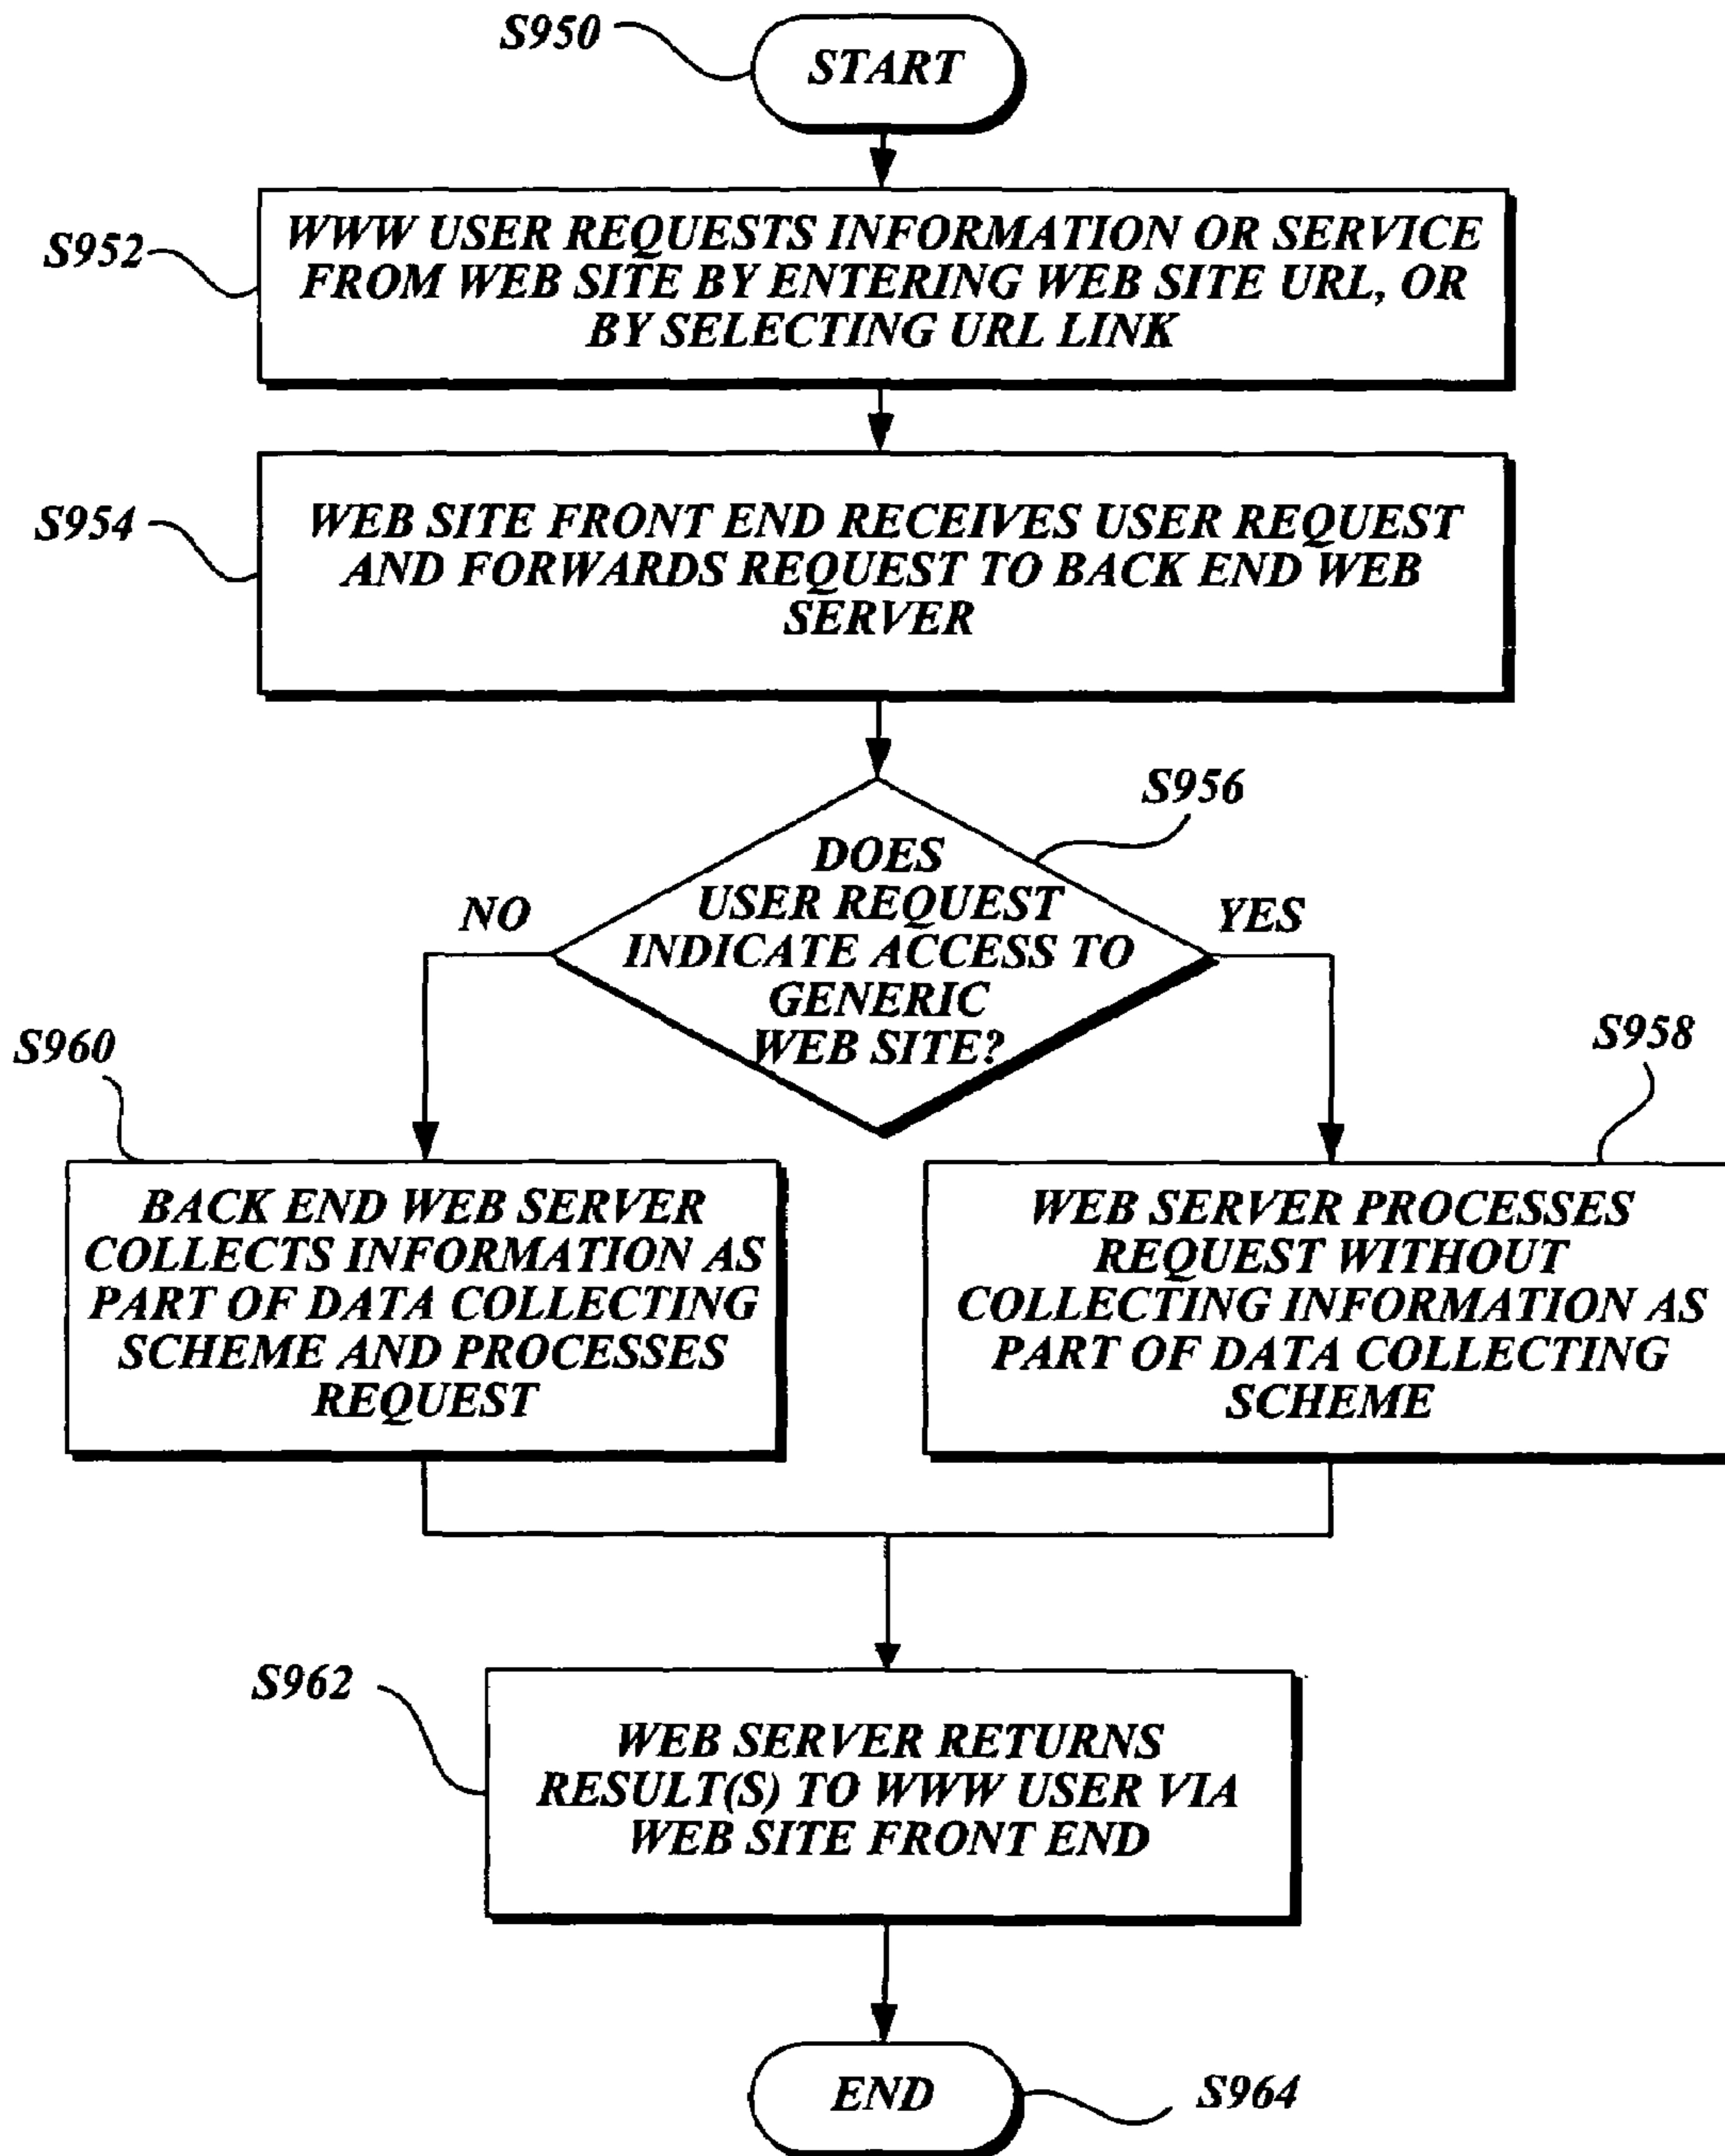 S950
START
S952
WWW USER REQUESTS INFORMATION OR SERVICE
FROM WEB SITE BY ENTERING WEB SITE URL, OR
BY SELECTING URL LINK
S954
WEB SITE FRONT END RECEIVES USER REQUEST
AND FORWARDS REQUEST TO BACK END WEB
SERVER
S956
DOES
USER REQUEST
INDICATE ACCESS TO
GENERIC
WEB SITE?
NO
YES
S960
BACK END WEB SERVER
COLLECTS INFORMATION AS
PART OF DATA COLLECTING
SCHEME AND PROCESSES
REQUEST
S958
WEB SERVER PROCESSES
REQUEST WITHOUT
COLLECTING INFORMATION AS
PART OF DATA COLLECTING
SCHEME
S962
WEB SERVER RETURNS
RESULT(S) TO WWW USER VIA
WEB SITE FRONT END
END
S964